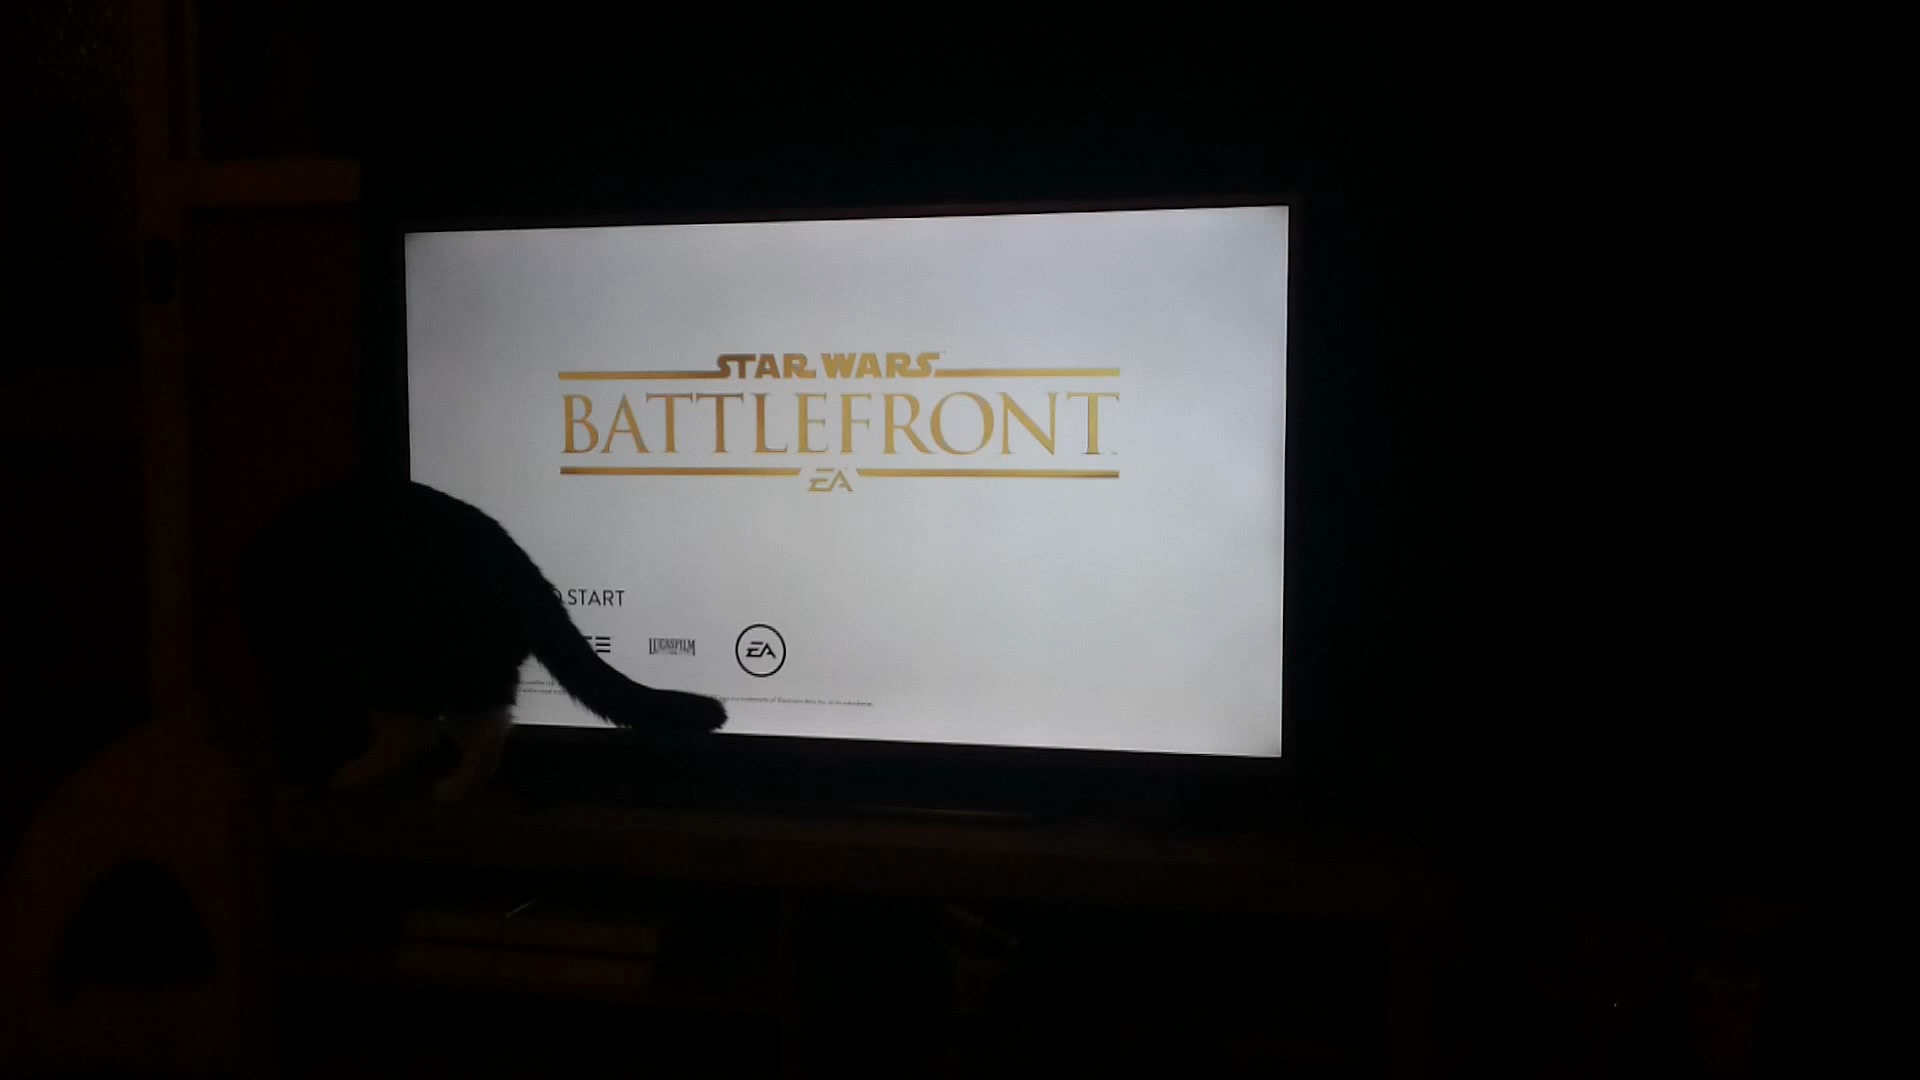 STAR WARS
BATTLEFRONT
EA
START
LUCASFILM
EA